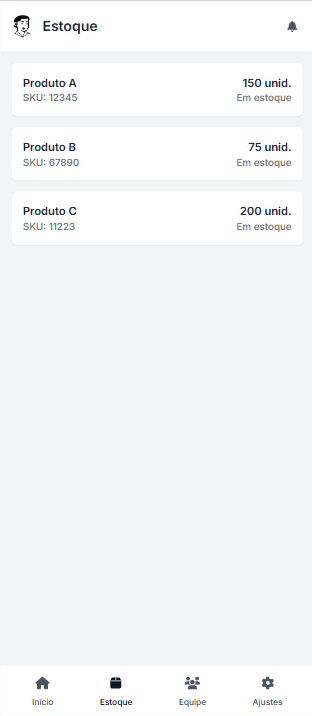 Estoque
Produto A 150 unid.
SKU: 12345 Em estoque
Produto B 75 unid.
SKU: 67890 Em estoque
Produto C 200 unid.
SKU: 11223 Em estoque
Início Estoque Equipe Ajustes